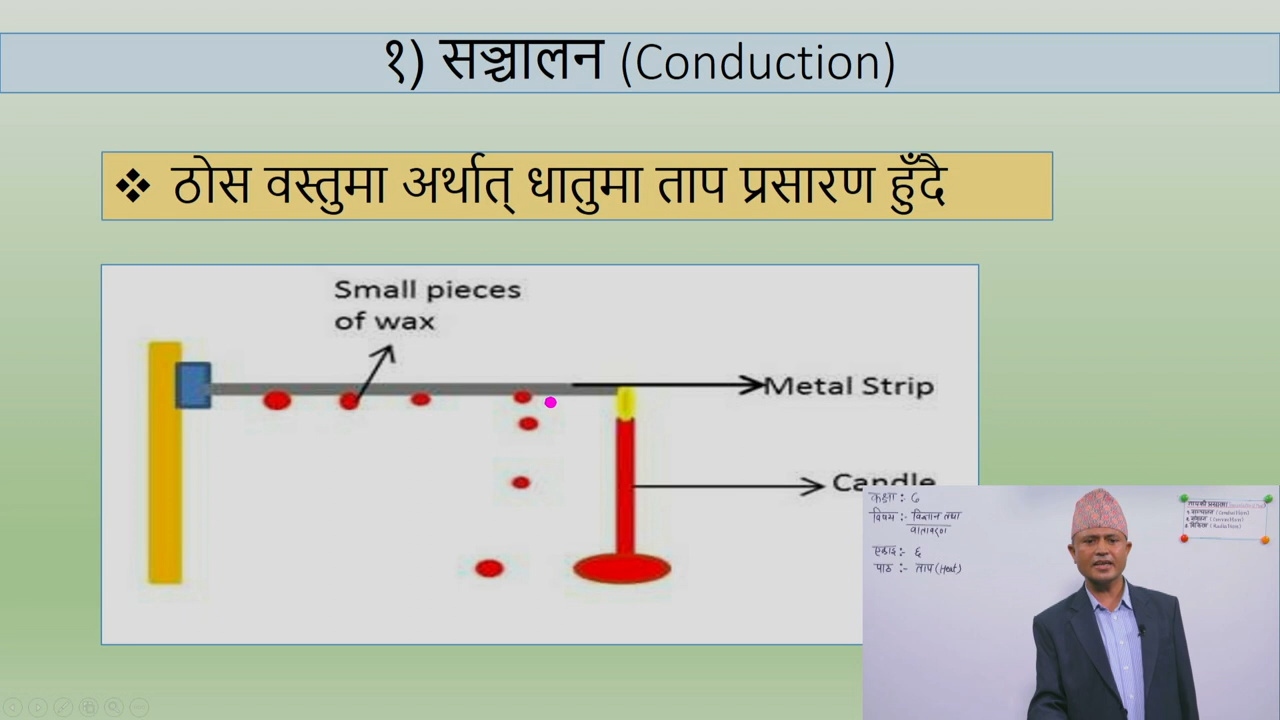 १) सञ्चालन (Conduction)
❖ ठोस वस्तुमा अर्थात् धातुमा ताप प्रसारण हुँदै
Small pieces
of wax
Metal Strip
Candle
कक्षा :
विषय :- विज्ञान तथा
वातावरण
एकाइ :- ६
पाठ :- ताप (Heat)